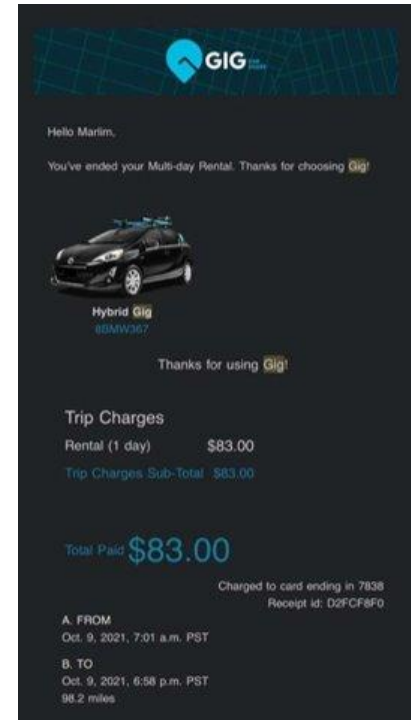 GIG CAR SHARE
Hello Marlim,
You've ended your Multi-day Rental. Thanks for choosing Gig!
Hybrid Gig
8BMW367
Thanks for using Gig!
Trip Charges
Rental (1 day) $83.00
Trip Charges Sub-Total $83.00
Total Paid $83.00
Charged to card ending in 7838
Receipt id: D2FCF8F0
A. FROM
Oct. 9, 2021, 7:01 a.m. PST
B. TO
Oct. 9, 2021, 6:58 p.m. PST
98.2 miles